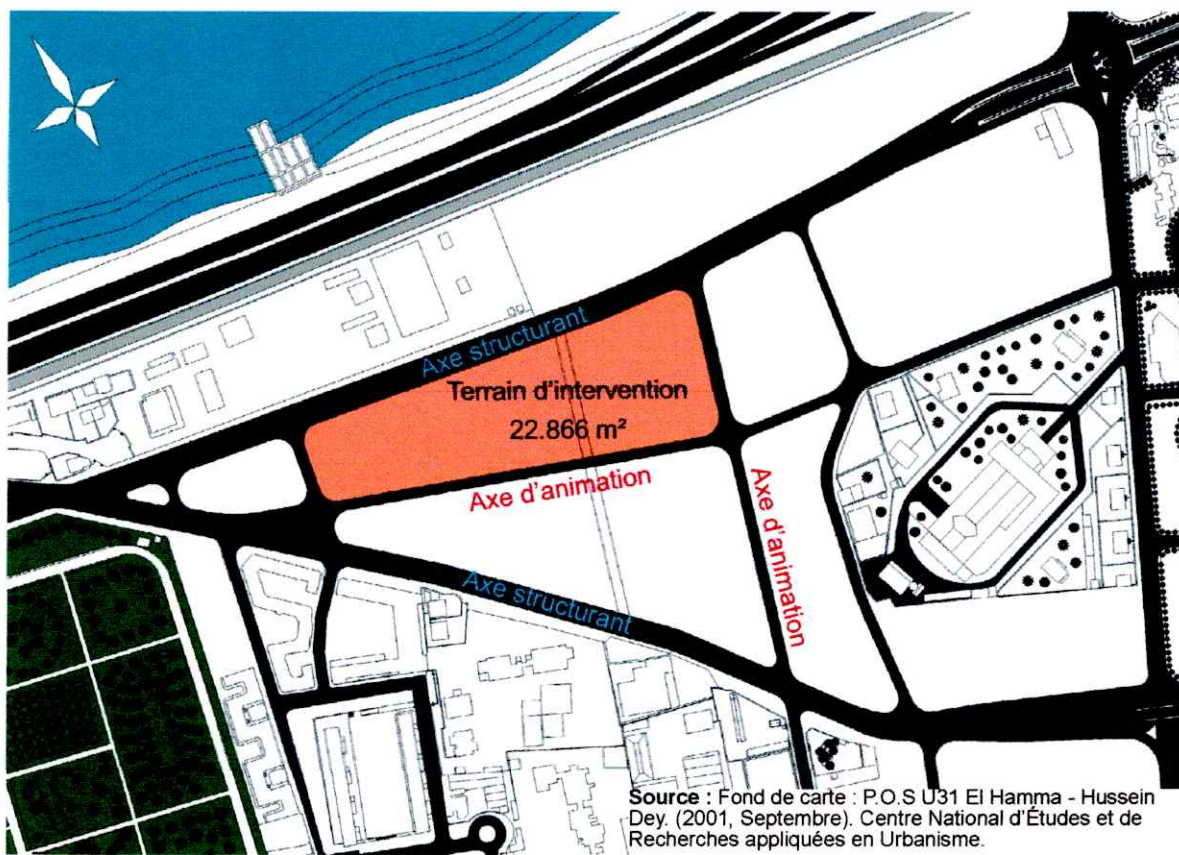 Axe structurant
Terrain d'intervention
22.866 m²
Axe d'animation
Axe d'animation
Axe structurant
Source : Fond de carte : P.O.S U31 El Hamma - Hussein
Dey. (2001, Septembre). Centre National d'Études et de
Recherches appliquées en Urbanisme.